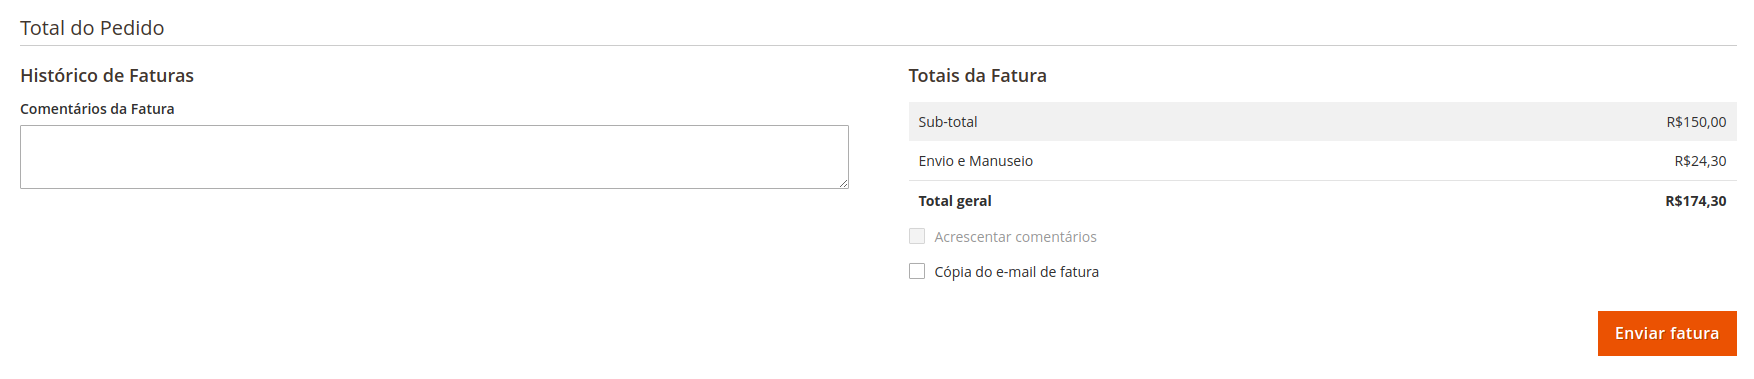 Total do Pedido
Histórico de Faturas
Comentários da Fatura
Totais da Fatura
Sub-total R$150,00
Envio e Manuseio R$24,30
Total geral R$174,30
Acrescentar comentários
Cópia do e-mail de fatura
Enviar fatura